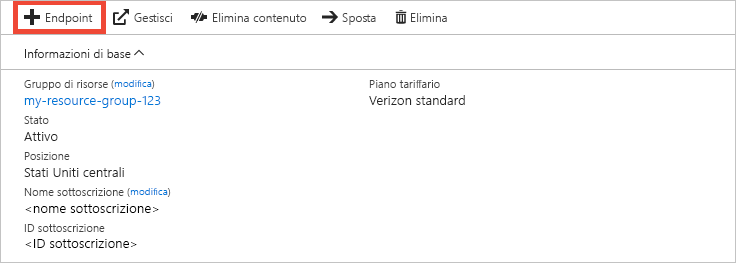 Endpoint Gestisci Elimina contenuto Sposta Elimina
Informazioni di base
Gruppo di risorse (modifica)
my-resource-group-123
Stato
Attivo
Posizione
Stati Uniti centrali
Nome sottoscrizione (modifica)
<nome sottoscrizione>
ID sottoscrizione
<ID sottoscrizione>
Piano tariffario
Verizon standard